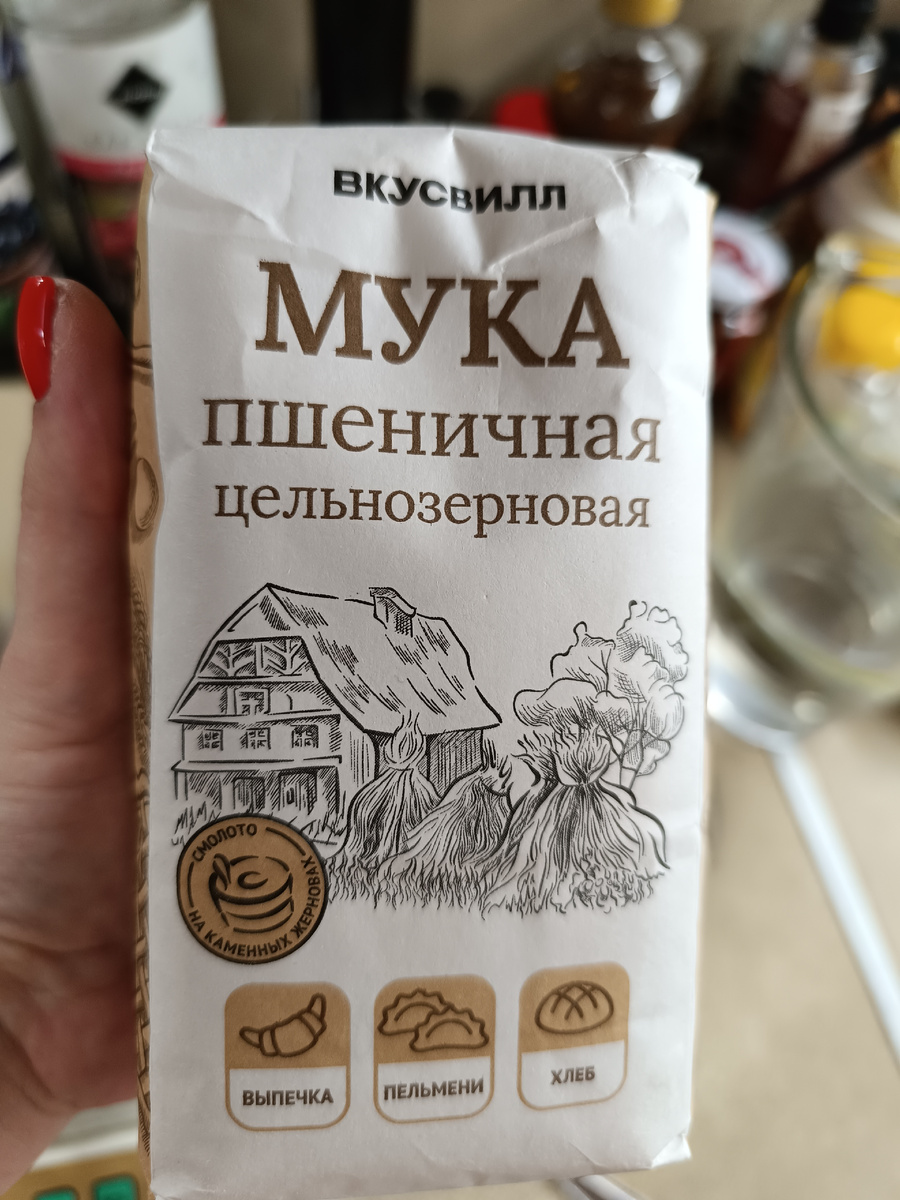 ВКУСВИЛЛ
МУКА
пшеничная
цельнозерновая
СМОЛОТО
НА КАМЕННЫХ ЖЕРНОВАХ
ВЫПЕЧКА
ПЕЛЬМЕНИ
ХЛЕБ